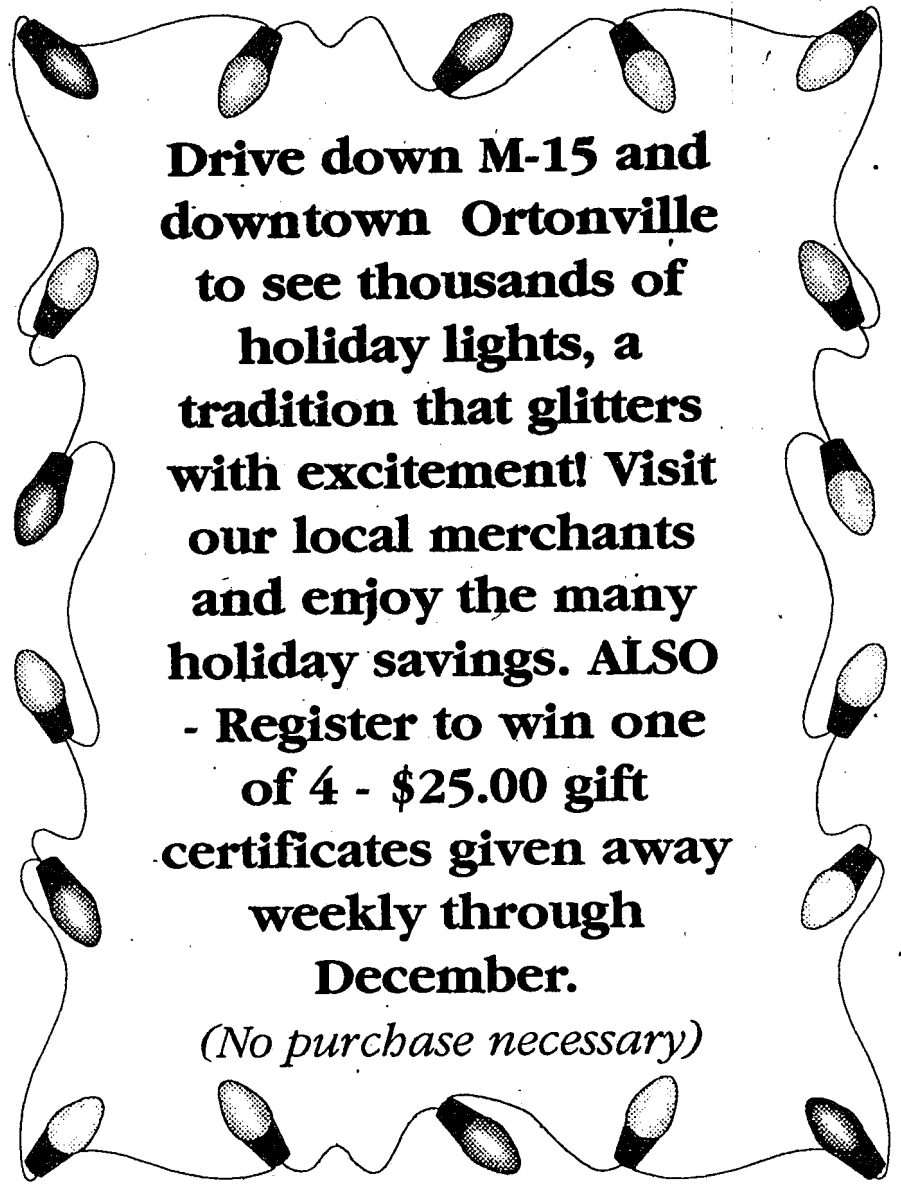 Drive down M-15 and
downtown Ortonville
to see thousands of
holiday lights, a
tradition that glitters
with excitement! Visit
our local merchants
and enjoy the many
holiday savings. ALSO
- Register to win one
of 4 - $25.00 gift
certificates given away
weekly through
December.
(No purchase necessary)